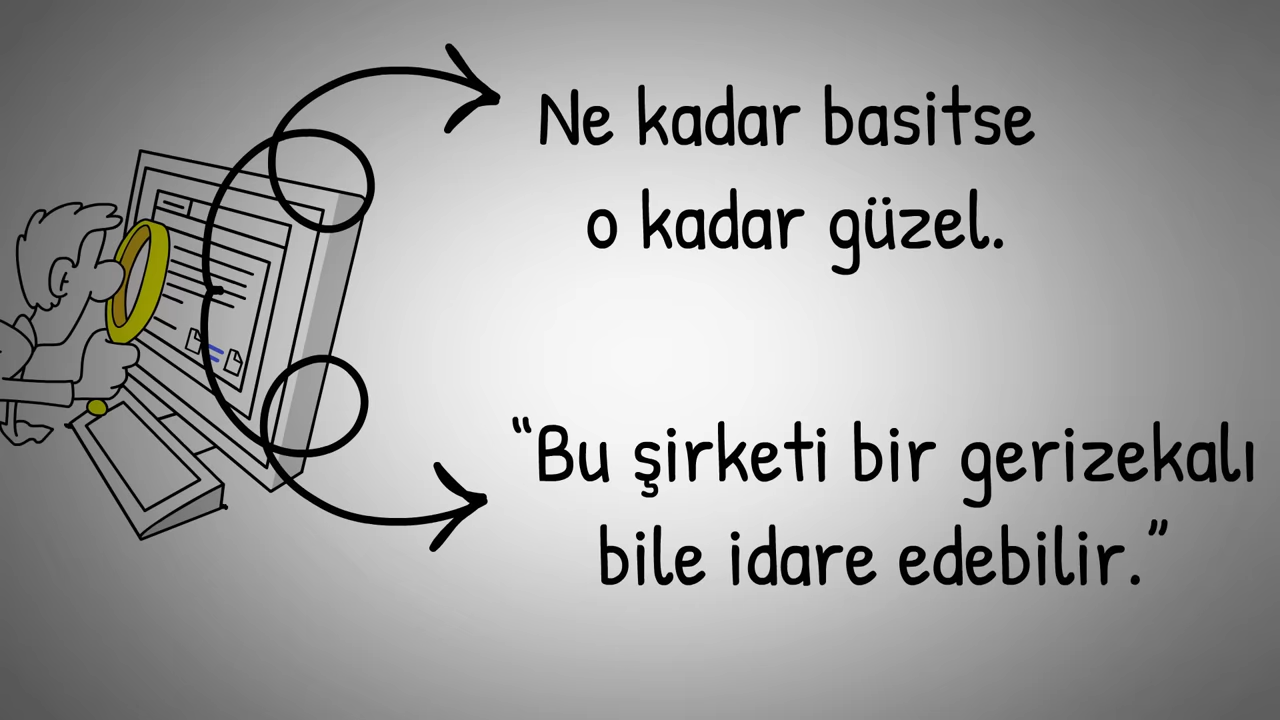 Ne kadar basitse
o kadar güzel.
“Bu şirketi bir gerizekalı
bile idare edebilir.”